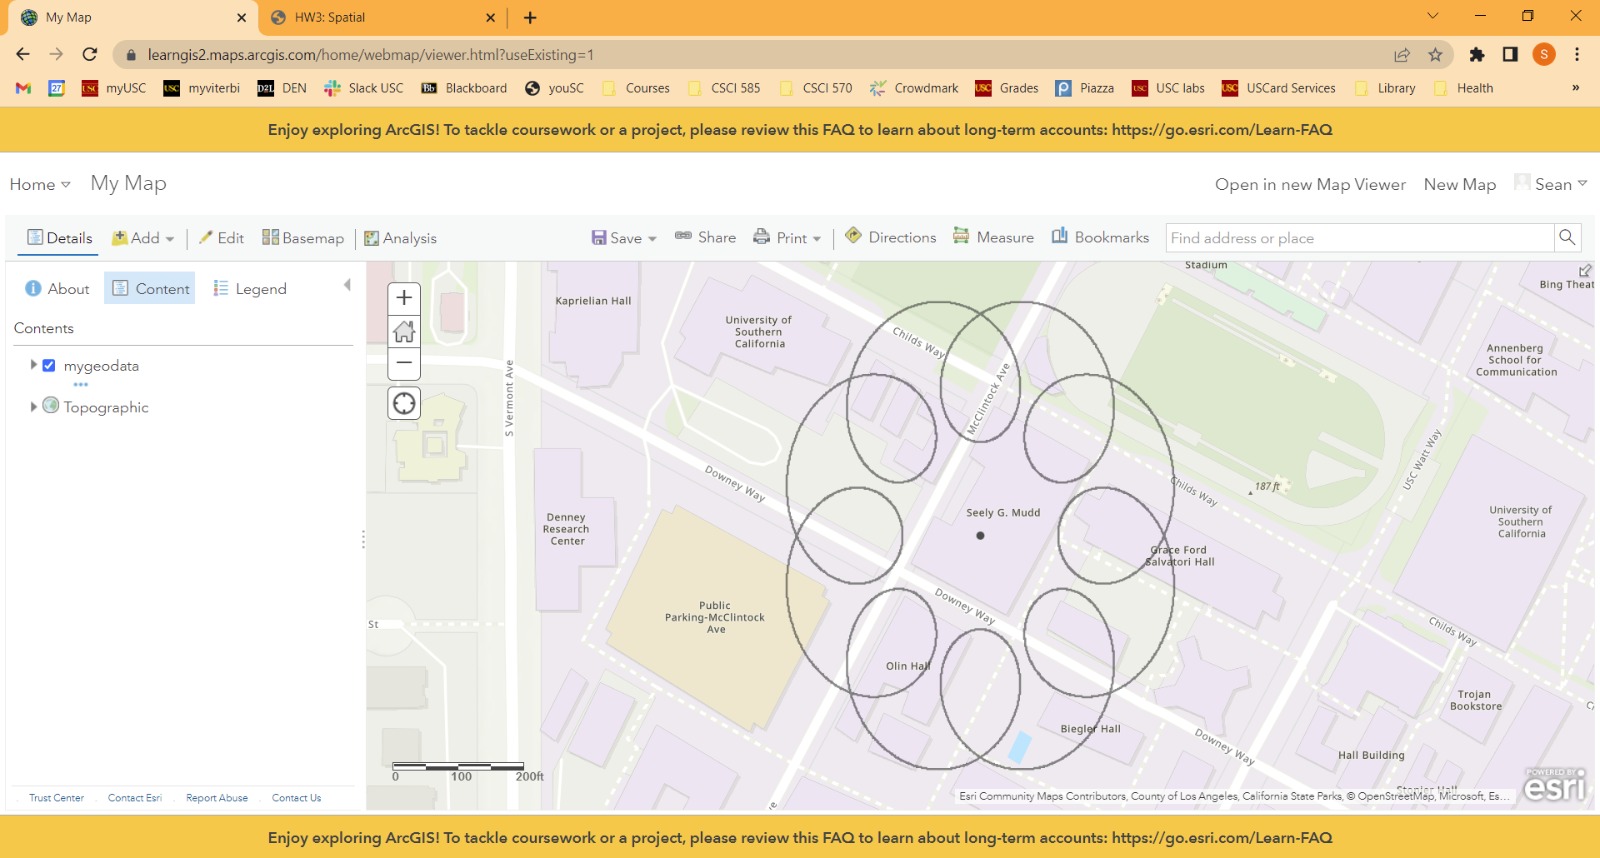 My Map
HW3: Spatial
learngis2.maps.arcgis.com/home/webmap/viewer.html?useExisting=1
S
27
USC
myUSC
USC
myviterbi
D2L
DEN
Slack USC
Bb
Blackboard
youSC
Courses
CSCI 585
CSCI 570
Crowdmark
USC
Grades
Piazza
USC
USC labs
USC
USCard Services
Library
Health
»
Enjoy exploring ArcGIS! To tackle coursework or a project, please review this FAQ to learn about long-term accounts: https://go.esri.com/Learn-FAQ
Home
My Map
Open in new Map Viewer
New Map
Sean
Details
Add
Edit
Basemap
Analysis
Save
Share
Print
Directions
Measure
Bookmarks
Find address or place
About
Content
Legend
Contents
mygeodata
Topographic
Trust Center
Contact Esri
Report Abuse
Contact Us
Stadium
Bing Theat
Kaprielian Hall
University of
Southern
California
Childs Way
McClintock Ave
Annenberg
School for
Communication
S Vermont Ave
Downey Way
USC Watt Way
187 ft
Childs Way
Seely G. Mudd
Denney
Research
Center
University of
Southern
California
Grace Ford
Salvatori Hall
Public
Parking-McClintock
Ave
Downey Way
St
Childs Way
Olin Hall
Trojan
Bookstore
Biegler Hall
Downey Way
Hall Building
0 100 200ft
Esri Community Maps Contributors, County of Los Angeles, California State Parks, © OpenStreetMap, Microsoft, Es...
POWERED BY
esri
Enjoy exploring ArcGIS! To tackle coursework or a project, please review this FAQ to learn about long-term accounts: https://go.esri.com/Learn-FAQ